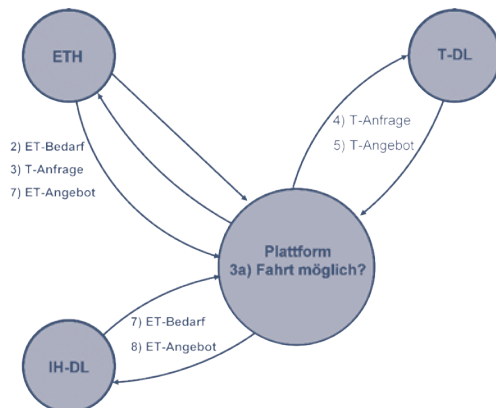 ETH
T-DL
4) T-Anfrage
5) T-Angebot
2) ET-Bedarf
3) T-Anfrage
7) ET-Angebot
Plattform
3a) Fahrt möglich?
7) ET-Bedarf
8) ET-Angebot
IH-DL